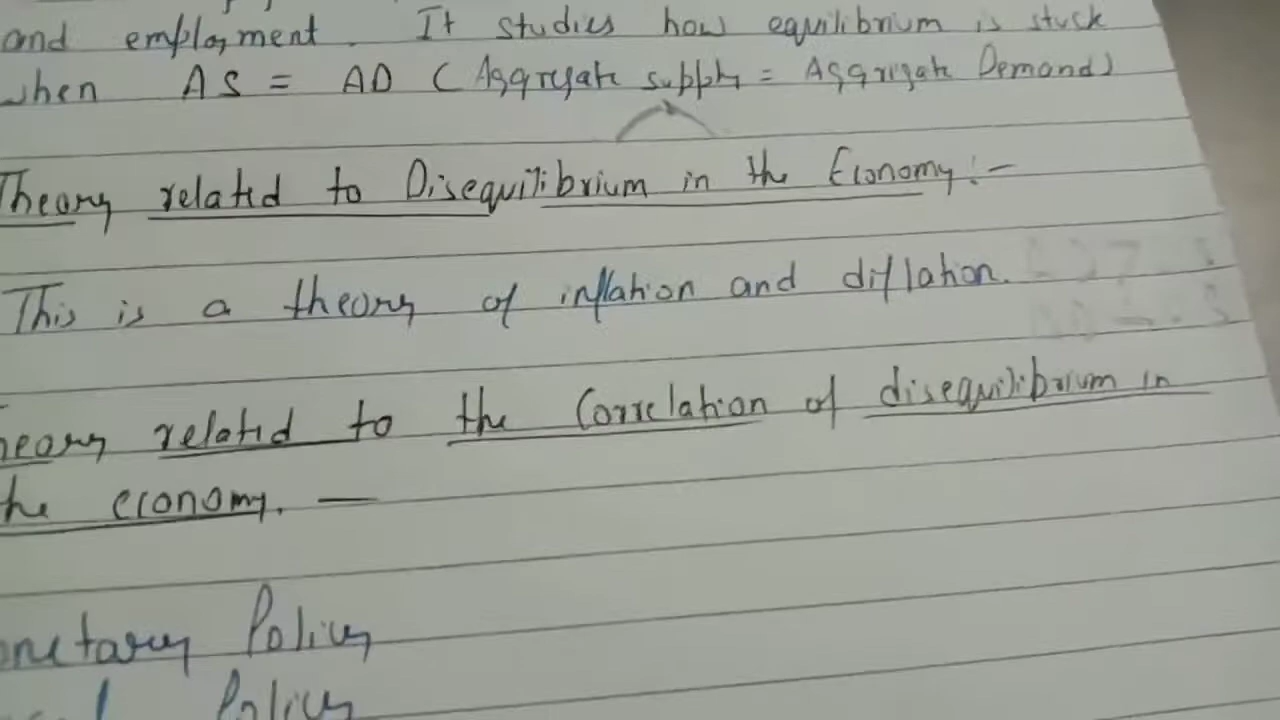 and employment. It studies how equilibrium is stuck
when AS = AD (Aggregate supply = Aggregate Demand)
Theory related to Disequilibrium in the Economy:-
This is a theory of inflation and diflation.
related to the Correlation of disequilibrium in
the economy. —
onetary Policy
Policy